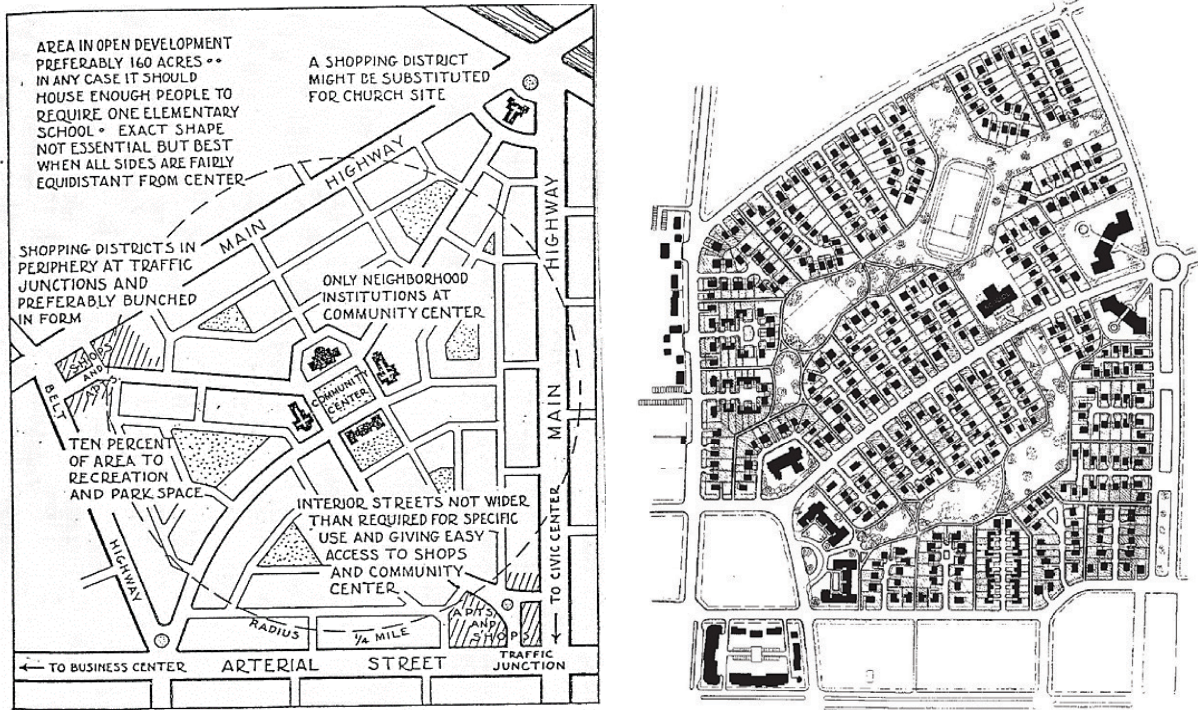 AREA IN OPEN DEVELOPMENT
PREFERABLY 160 ACRES ••
IN ANY CASE IT SHOULD
HOUSE ENOUGH PEOPLE TO
REQUIRE ONE ELEMENTARY
SCHOOL • EXACT SHAPE
NOT ESSENTIAL BUT BEST
WHEN ALL SIDES ARE FAIRLY
EQUIDISTANT FROM CENTER
A SHOPPING DISTRICT
MIGHT BE SUBSTITUTED
FOR CHURCH SITE
MAIN HIGHWAY
SHOPPING DISTRICTS IN
PERIPHERY AT TRAFFIC
JUNCTIONS AND
PREFERABLY BUNCHED
IN FORM
ONLY NEIGHBORHOOD
INSTITUTIONS AT
COMMUNITY CENTER
MAIN HIGHWAY
SHOPS
AND
APTS
COMMUNITY
CENTER
BELT
HIGHWAY
TEN PERCENT
OF AREA TO
RECREATION
AND PARK SPACE
INTERIOR STREETS NOT WIDER
THAN REQUIRED FOR SPECIFIC
USE AND GIVING EASY
ACCESS TO SHOPS
AND COMMUNITY
CENTER
TO CIVIC CENTER
APTS
AND
SHOPS
RADIUS 1/4 MILE
TRAFFIC
JUNCTION
TO BUSINESS CENTER
ARTERIAL STREET